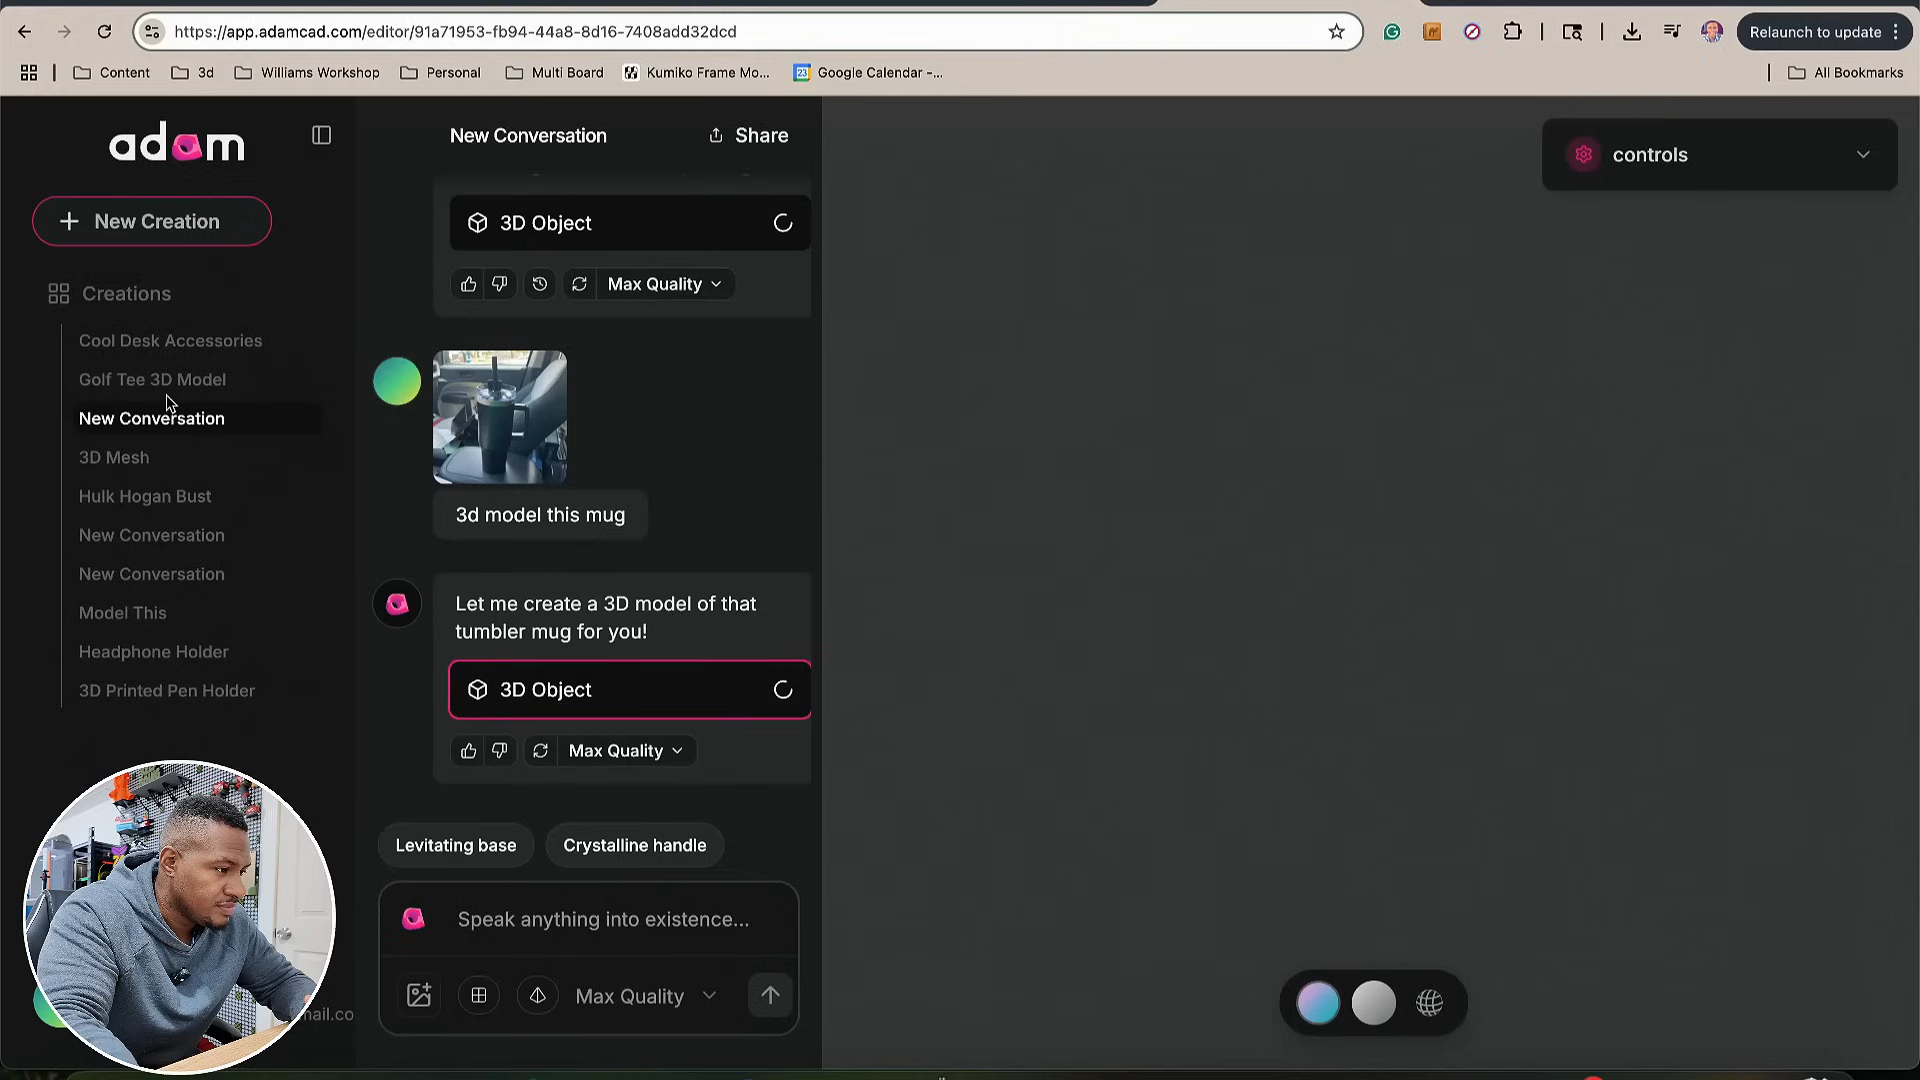 https://app.adamcad.com/editor/91a71953-fb94-44a8-8d16-7408add32dcd
Relaunch to update
Content
3d
Williams Workshop
Personal
Multi Board
Kumiko Frame Mo...
23
Google Calendar -...
All Bookmarks
adam
New Creation
Creations
Cool Desk Accessories
Golf Tee 3D Model
New Conversation
3D Mesh
Hulk Hogan Bust
New Conversation
New Conversation
Model This
Headphone Holder
3D Printed Pen Holder
New Conversation
Share
3D Object
Max Quality
3d model this mug
Let me create a 3D model of that
tumbler mug for you!
3D Object
Max Quality
Levitating base
Crystalline handle
Speak anything into existence...
Max Quality
controls